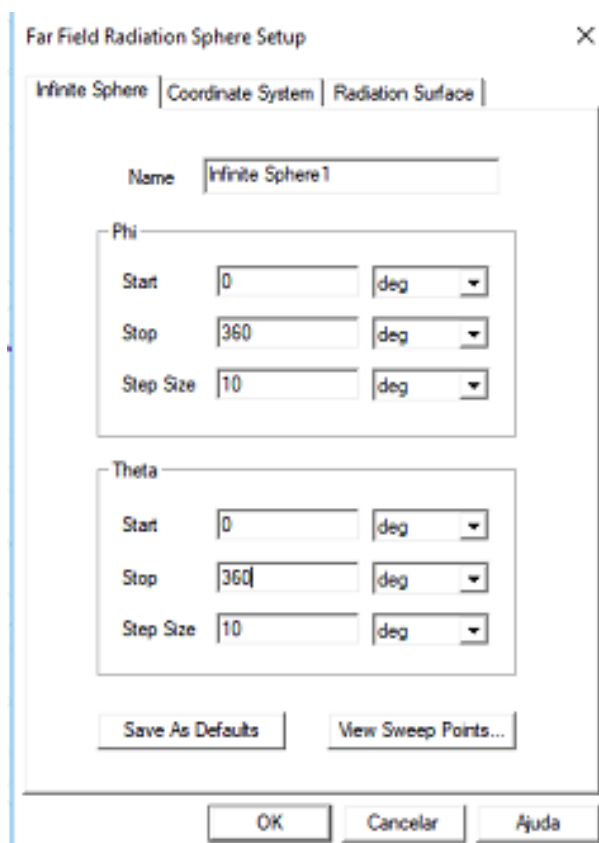 Far Field Radiation Sphere Setup
Infinite Sphere Coordinate System Radiation Surface
Name Infinite Sphere1
Phi
Start 0 deg
Stop 360 deg
Step Size 10 deg
Theta
Start 0 deg
Stop 360 deg
Step Size 10 deg
Save As Defaults View Sweep Points...
OK Cancelar Ajuda